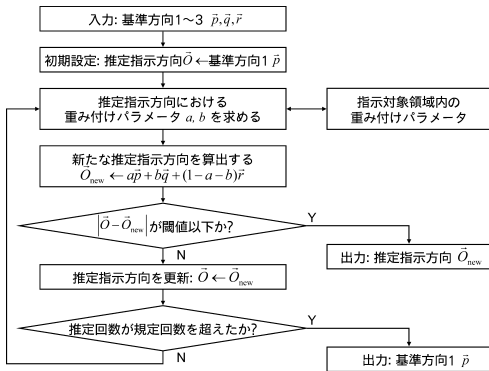 入力: 基準方向1～3 p⃗,q⃗,r⃗
初期設定: 推定指示方向O⃗←基準方向1 p⃗
推定指示方向における
重み付けパラメータ a, b を求める
指示対象領域内の
重み付けパラメータ
新たな推定指示方向を算出する
O⃗new ← ap⃗+bq⃗+(1−a−b)r⃗
|O⃗−O⃗new|が閾値以下か?
Y
N
出力: 推定指示方向 O⃗new
推定指示方向を更新: O⃗←O⃗new
推定回数が規定回数を超えたか?
Y
N
出力: 基準方向1 p⃗